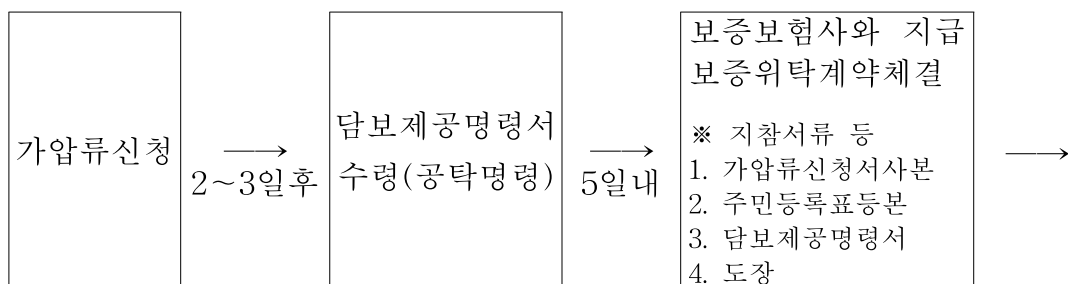 가압류신청
⟶
2~3일후
담보제공명령서
수령(공탁명령)
⟶
5일내
보증보험사와 지급
보증위탁계약체결
※ 지참서류 등
1. 가압류신청서사본
2. 주민등록표등본
3. 담보제공명령서
4. 도장
⟶